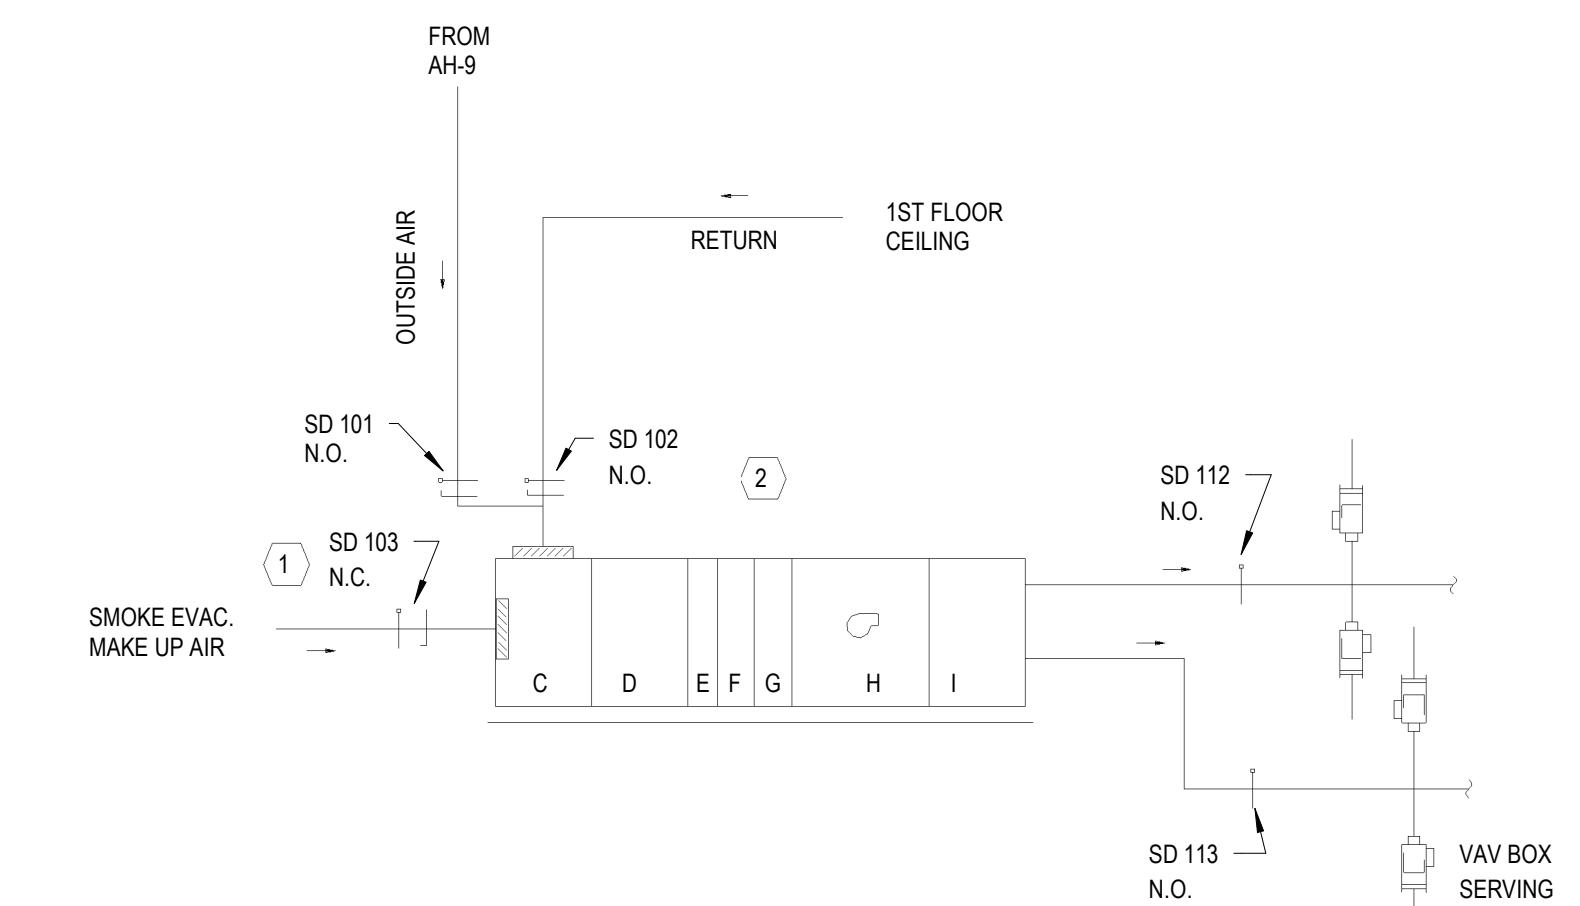 FROM
AH-9
OUTSIDE AIR
RETURN
1ST FLOOR
CEILING
SD 101
N.O.
SD 102
N.O.
2
SD 112
N.O.
1
SD 103
N.C.
SMOKE EVAC.
MAKE UP AIR
C D E F G H I
SD 113
N.O.
VAV BOX
SERVING